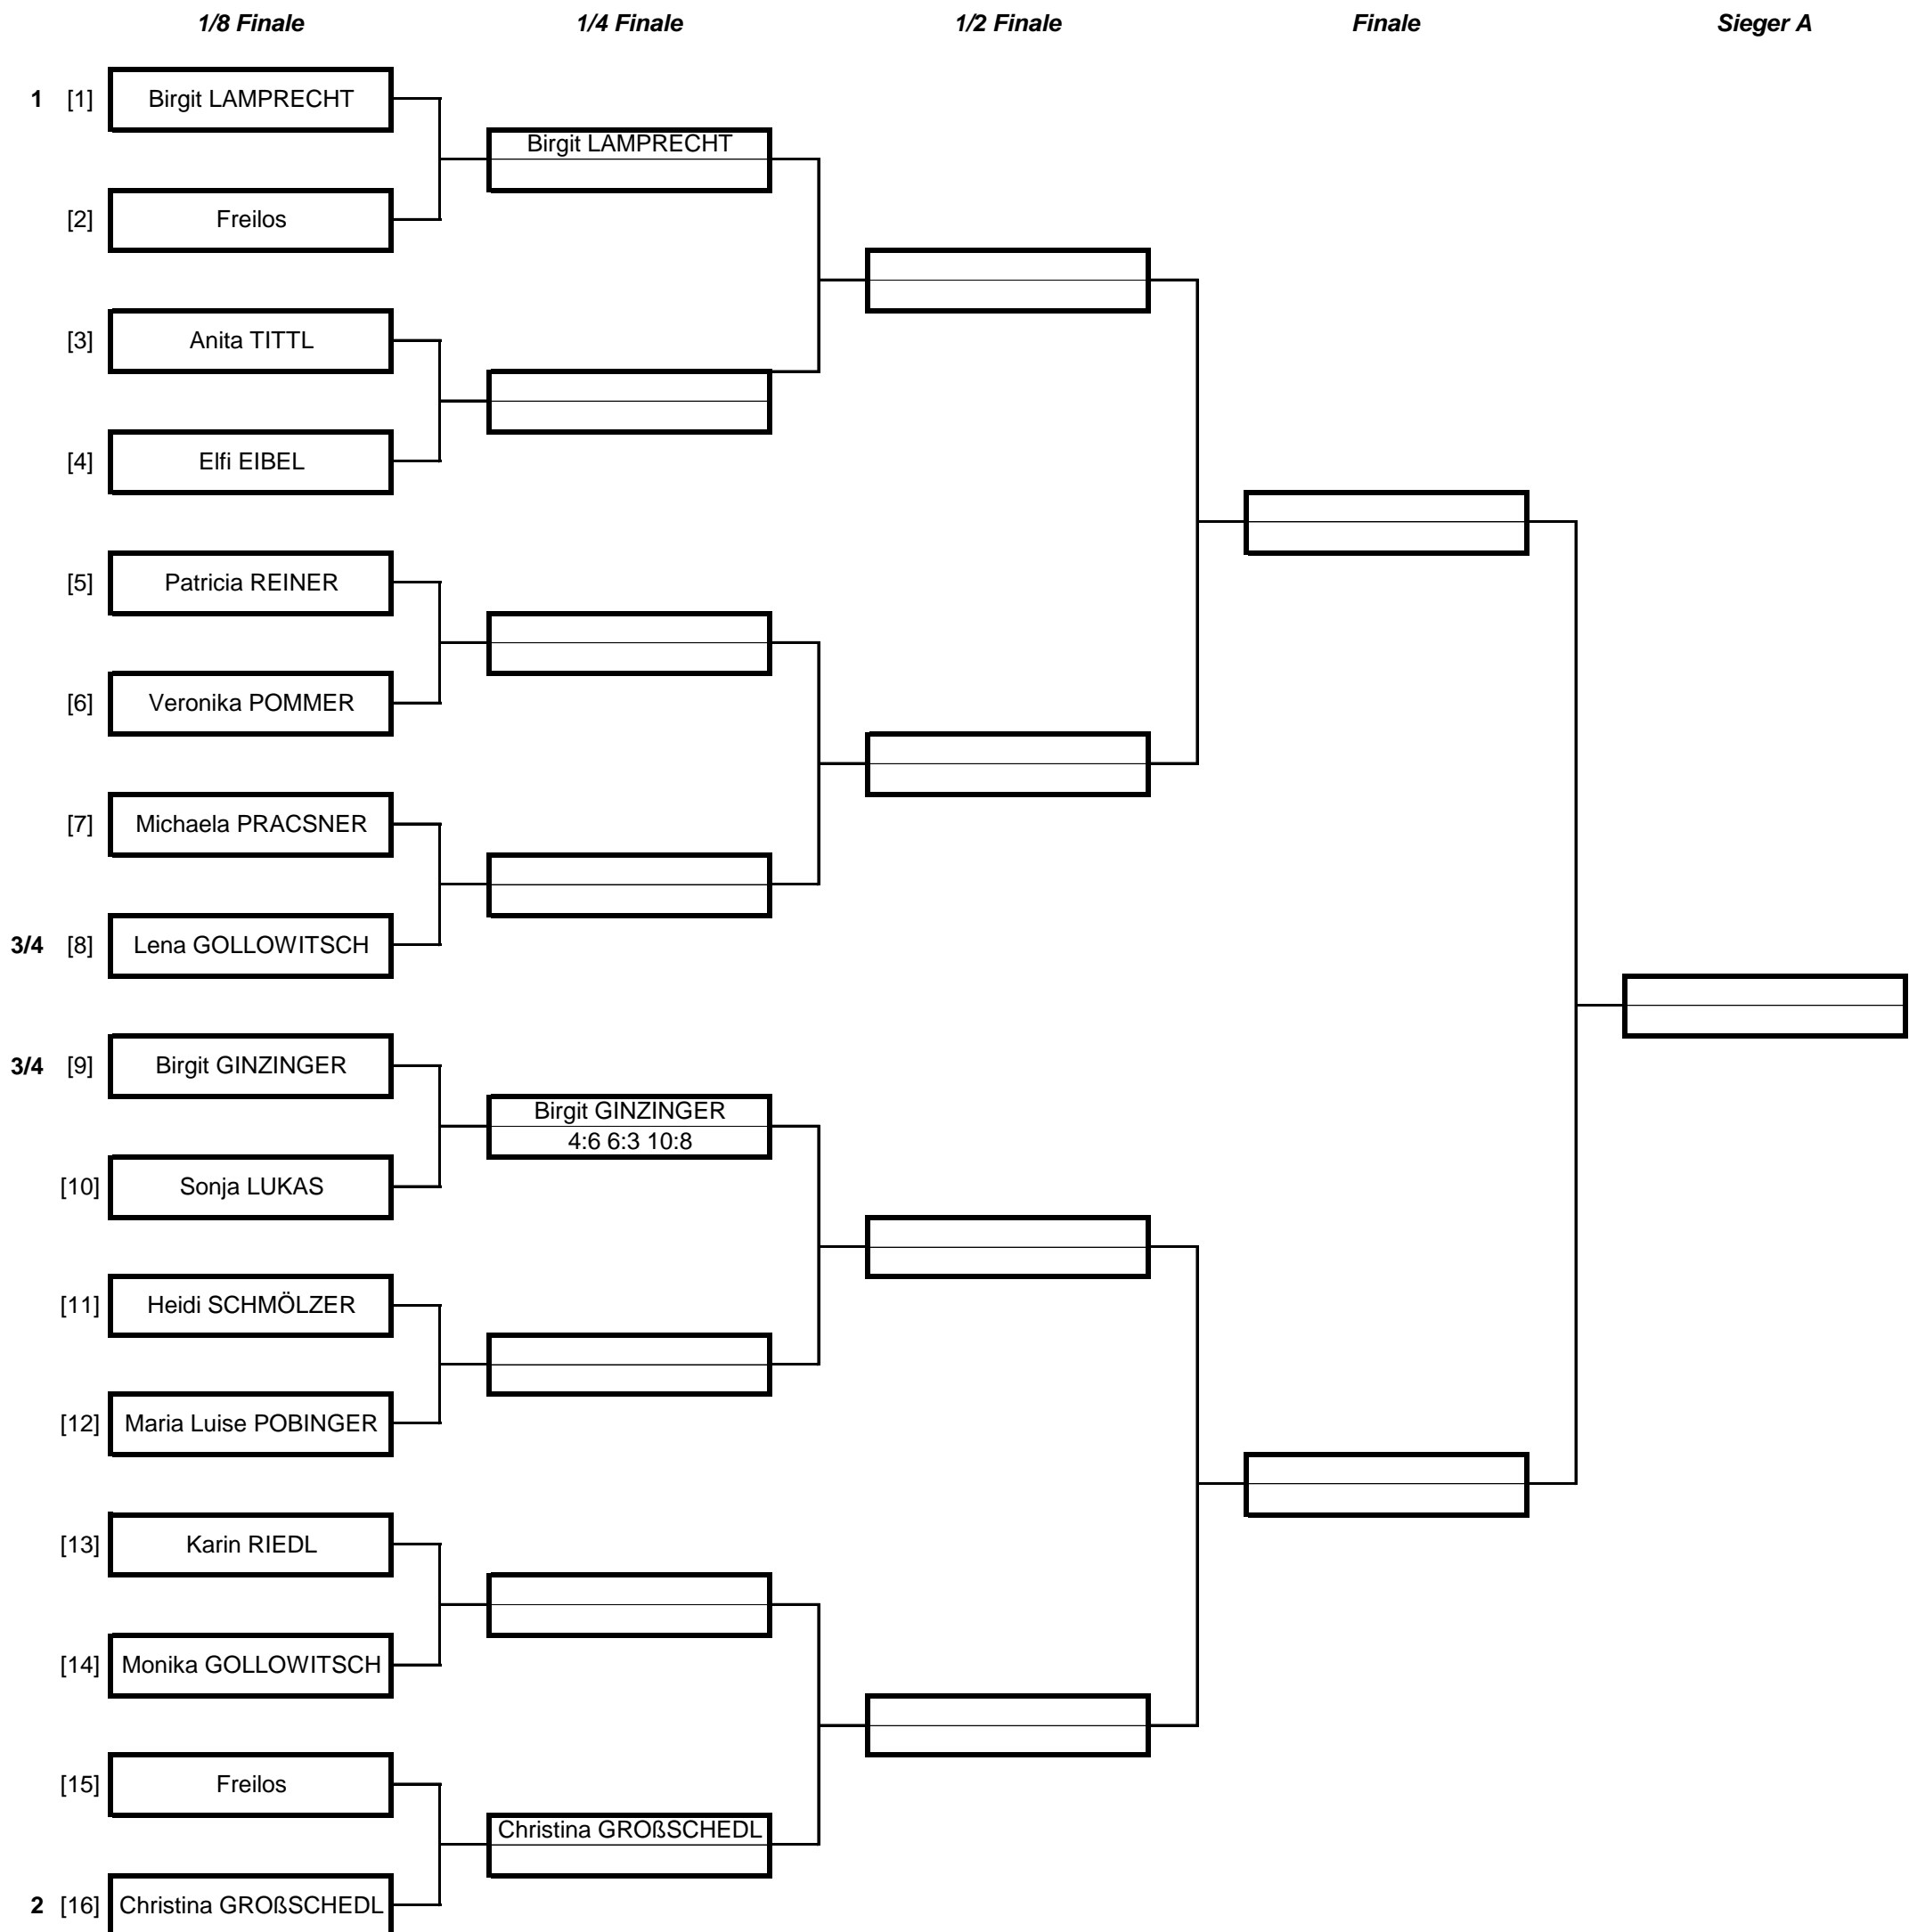 1/8 Finale 1/4 Finale 1/2 Finale Finale Sieger A
1 [1] Birgit LAMPRECHT
Birgit LAMPRECHT
[2] Freilos
[3] Anita TITTL
[4] Elfi EIBEL
[5] Patricia REINER
[6] Veronika POMMER
[7] Michaela PRACSNER
3/4 [8] Lena GOLLOWITSCH
3/4 [9] Birgit GINZINGER
Birgit GINZINGER
4:6 6:3 10:8
[10] Sonja LUKAS
[11] Heidi SCHMÖLZER
[12] Maria Luise POBINGER
[13] Karin RIEDL
[14] Monika GOLLOWITSCH
[15] Freilos
Christina GROßSCHEDL
2 [16] Christina GROßSCHEDL